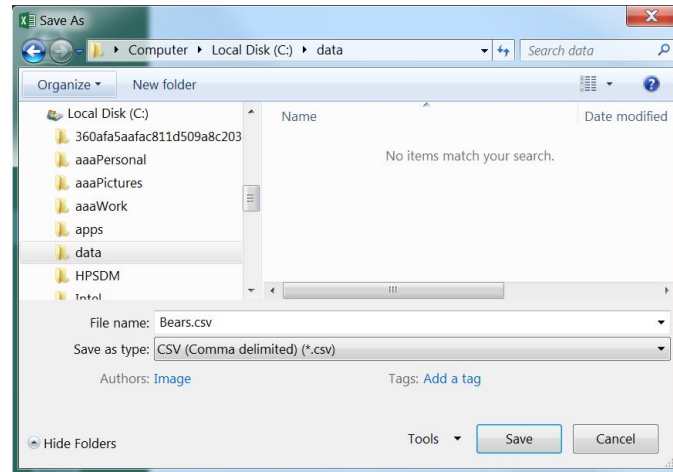 Save As
Computer Local Disk (C:) data Search data
Organize New folder
Local Disk (C:)
360afa5aafac811d509a8c203
aaaPersonal
aaaPictures
aaaWork
apps
data
HPSDM
Intel
Name Date modified
No items match your search.
File name: Bears.csv
Save as type: CSV (Comma delimited) (*.csv)
Authors: Image Tags: Add a tag
Hide Folders Tools Save Cancel